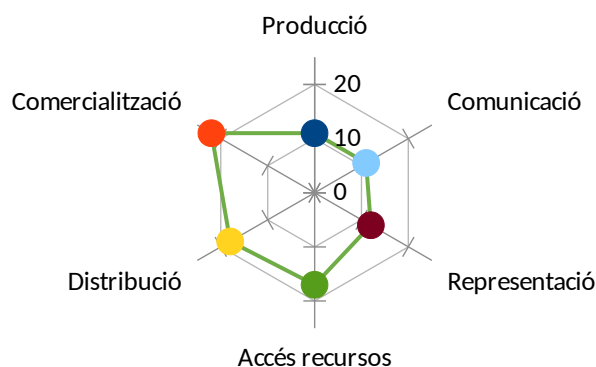 Producció
20
Comercialització
Comunicació
10
0
Distribució
Representació
Accés recursos